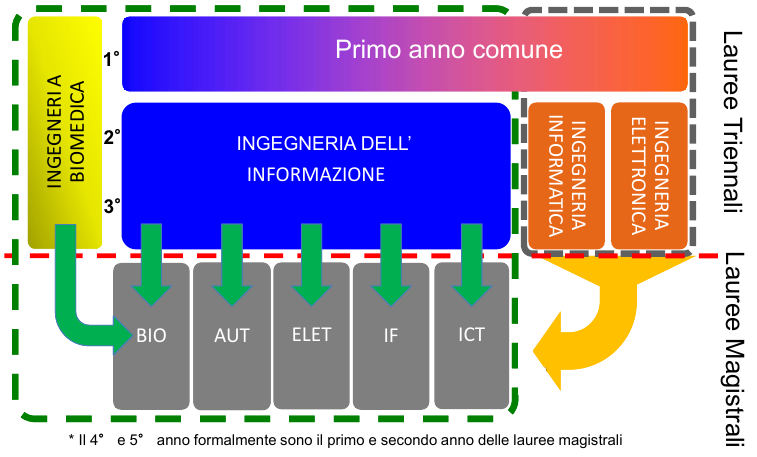 Primo anno comune
1°
2°
3°
INGEGNERI A
BIOMEDICA
INGEGNERIA DELL'
INFORMAZIONE
INGEGNERIA
INFORMATICA
INGEGNERIA
ELETTRONICA
Lauree Triennali
BIO
AUT
ELET
IF
ICT
Lauree Magistrali
* Il 4° e 5° anno formalmente sono il primo e secondo anno delle lauree magistrali